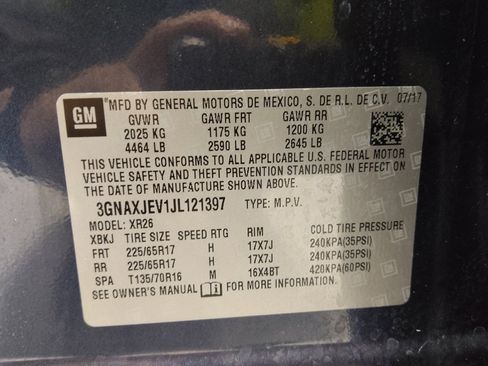 GM
MFD BY GENERAL MOTORS DE MEXICO, S. DE R.L. DE C.V. 07/17
GVWR GAWR FRT GAWR RR
2025 KG 1175 KG 1200 KG
4464 LB 2590 LB 2645 LB
THIS VEHICLE CONFORMS TO ALL APPLICABLE U.S. FEDERAL MOTOR
VEHICLE SAFETY AND THEFT PREVENTION STANDARDS IN EFFECT ON
THE DATE OF MANUFACTURE SHOWN ABOVE.
3GNAXJEV1JL121397 TYPE: M.P.V.
MODEL: XR26
XBKJ TIRE SIZE SPEED RTG RIM COLD TIRE PRESSURE
FRT 225/65R17 H 17X7J 240KPA(35PSI)
RR 225/65R17 H 17X7J 240KPA(35PSI)
SPA T135/70R16 M 16X4BT 420KPA(60PSI)
SEE OWNER'S MANUAL FOR MORE INFORMATION